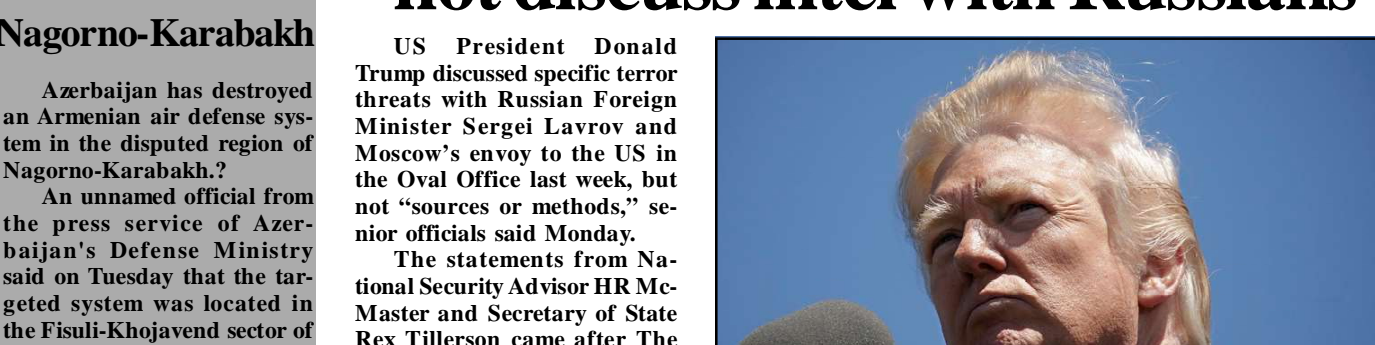 not discuss intel with Russians
Nagorno-Karabakh
Azerbaijan has destroyed
an Armenian air defense sys-
tem in the disputed region of
Nagorno-Karabakh.?
An unnamed official from
the press service of Azer-
baijan's Defense Ministry
said on Tuesday that the tar-
geted system was located in
the Fisuli-Khojavend sector of
US President Donald
Trump discussed specific terror
threats with Russian Foreign
Minister Sergei Lavrov and
Moscow’s envoy to the US in
the Oval Office last week, but
not “sources or methods,” se-
nior officials said Monday.
The statements from Na-
tional Security Advisor HR Mc-
Master and Secretary of State
Rex Tillerson came after The